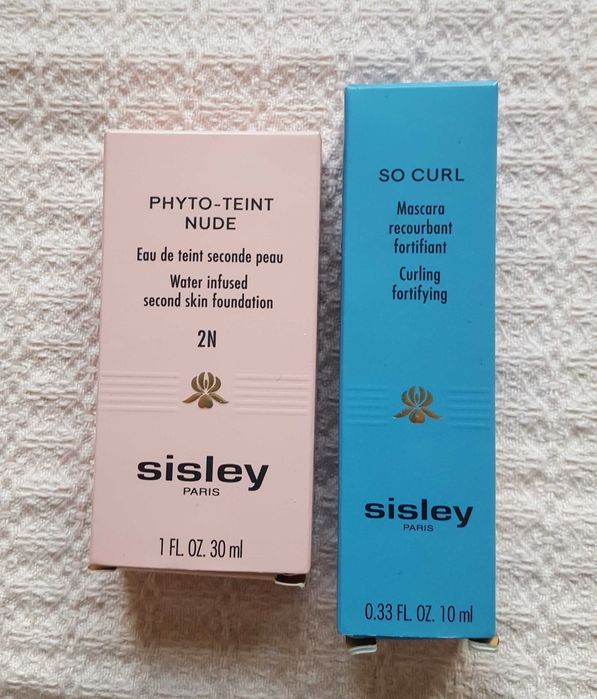 PHYTO-TEINT
NUDE
Eau de teint seconde peau
Water infused
second skin foundation
2N
sisley
PARIS
1 FL. OZ. 30 ml
SO CURL
Mascara
recourbant
fortifiant
Curling
fortifying
sisley
PARIS
0.33 FL. OZ. 10 ml